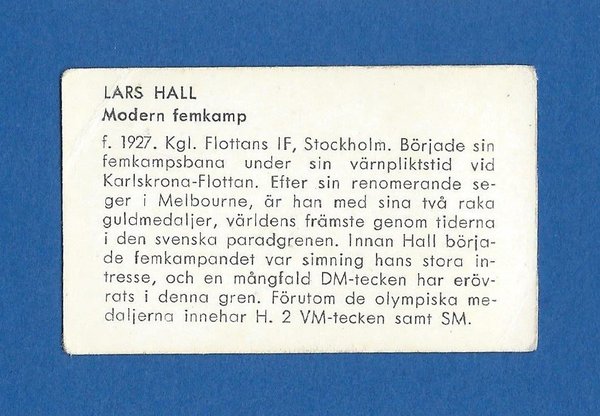 LARS HALL
Modern femkamp
f. 1927. Kgl. Flottans IF, Stockholm. Började sin
femkampsbana under sin värnpliktstid vid
Karlskrona-Flottan. Efter sin renomerande se-
ger i Melbourne, är han med sina två raka
guldmedaljer, världens främste genom tiderna
i den svenska paradgrenen. Innan Hall börja-
de femkampandet var simning hans stora in-
tresse, och en mångfald DM-tecken har eröv-
rats i denna gren. Förutom de olympiska me-
daljerna innehar H. 2 VM-tecken samt SM.